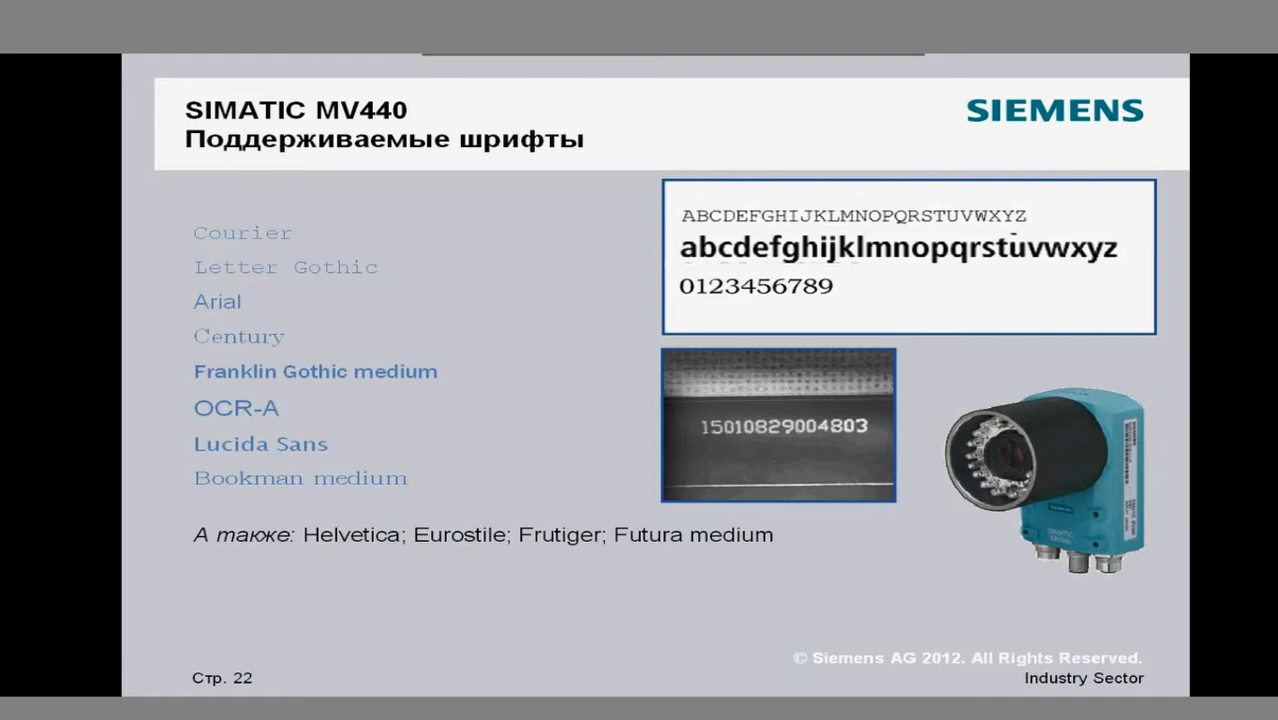 SIMATIC MV440
Поддерживаемые шрифты
SIEMENS
Courier
Letter Gothic
Arial
Century
Franklin Gothic medium
OCR-A
Lucida Sans
Bookman medium
ABCDEFGHIJKLMNOPQRSTUVWXYZ
abcdefghijklmnopqrstuvwxyz
0123456789
15010829004803
А также: Helvetica; Eurostile; Frutiger; Futura medium
© Siemens AG 2012. All Rights Reserved.
Стр. 22
Industry Sector